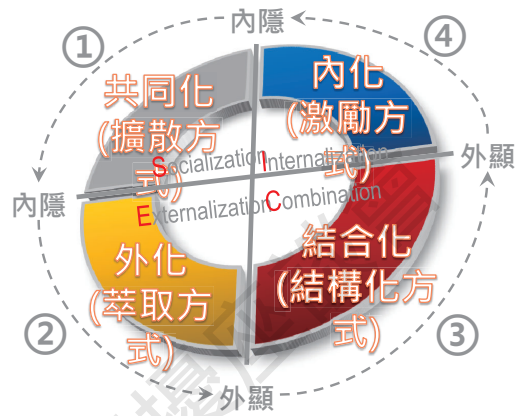 內隱
①
④
共同化
(擴散方
式)
內化
(激勵方
式)
Socialization
Internalization
外顯
內隱
Externalization
Combination
外化
(萃取方
式)
結合化
(結構化方
式)
②
③
外顯